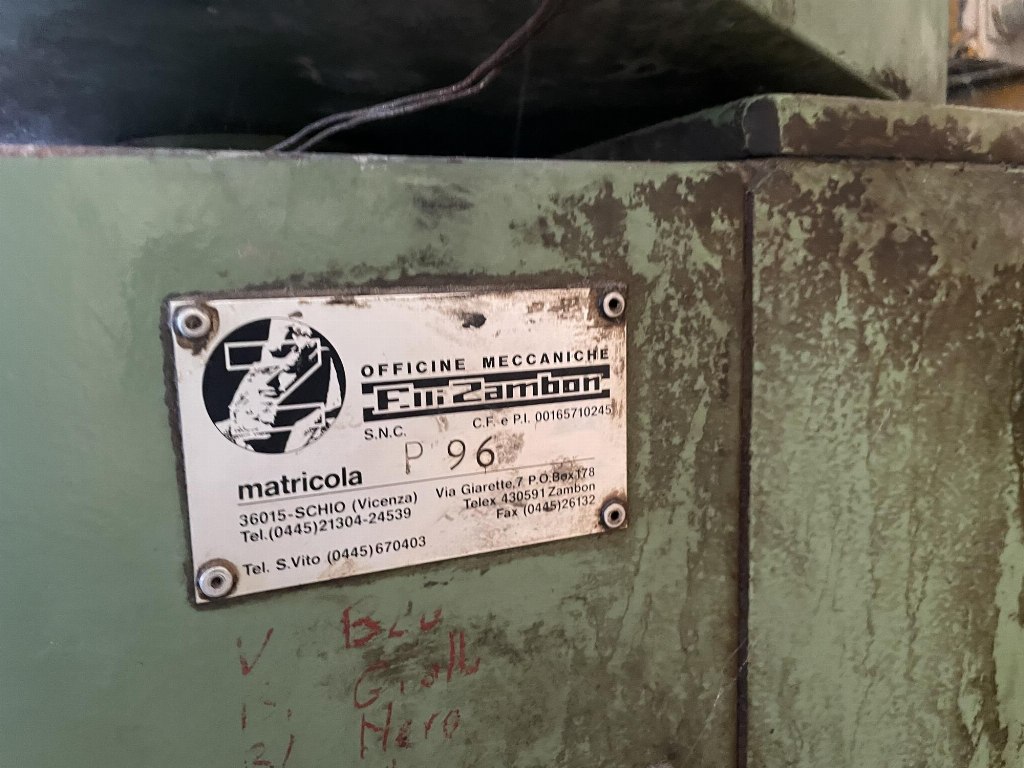 OFFICINE MECCANICHE
F.lli Zambon
S.N.C. C.F. e P.I. 00165710245
matricola P 96
36015-SCHIO (Vicenza) Via Giarette,7 P.O.Box178
Tel.(0445)21304-24539 Telex 430591 Zambon
Fax (0445)26132
Tel. S.Vito (0445)670403
V BLU
Giall
Nero